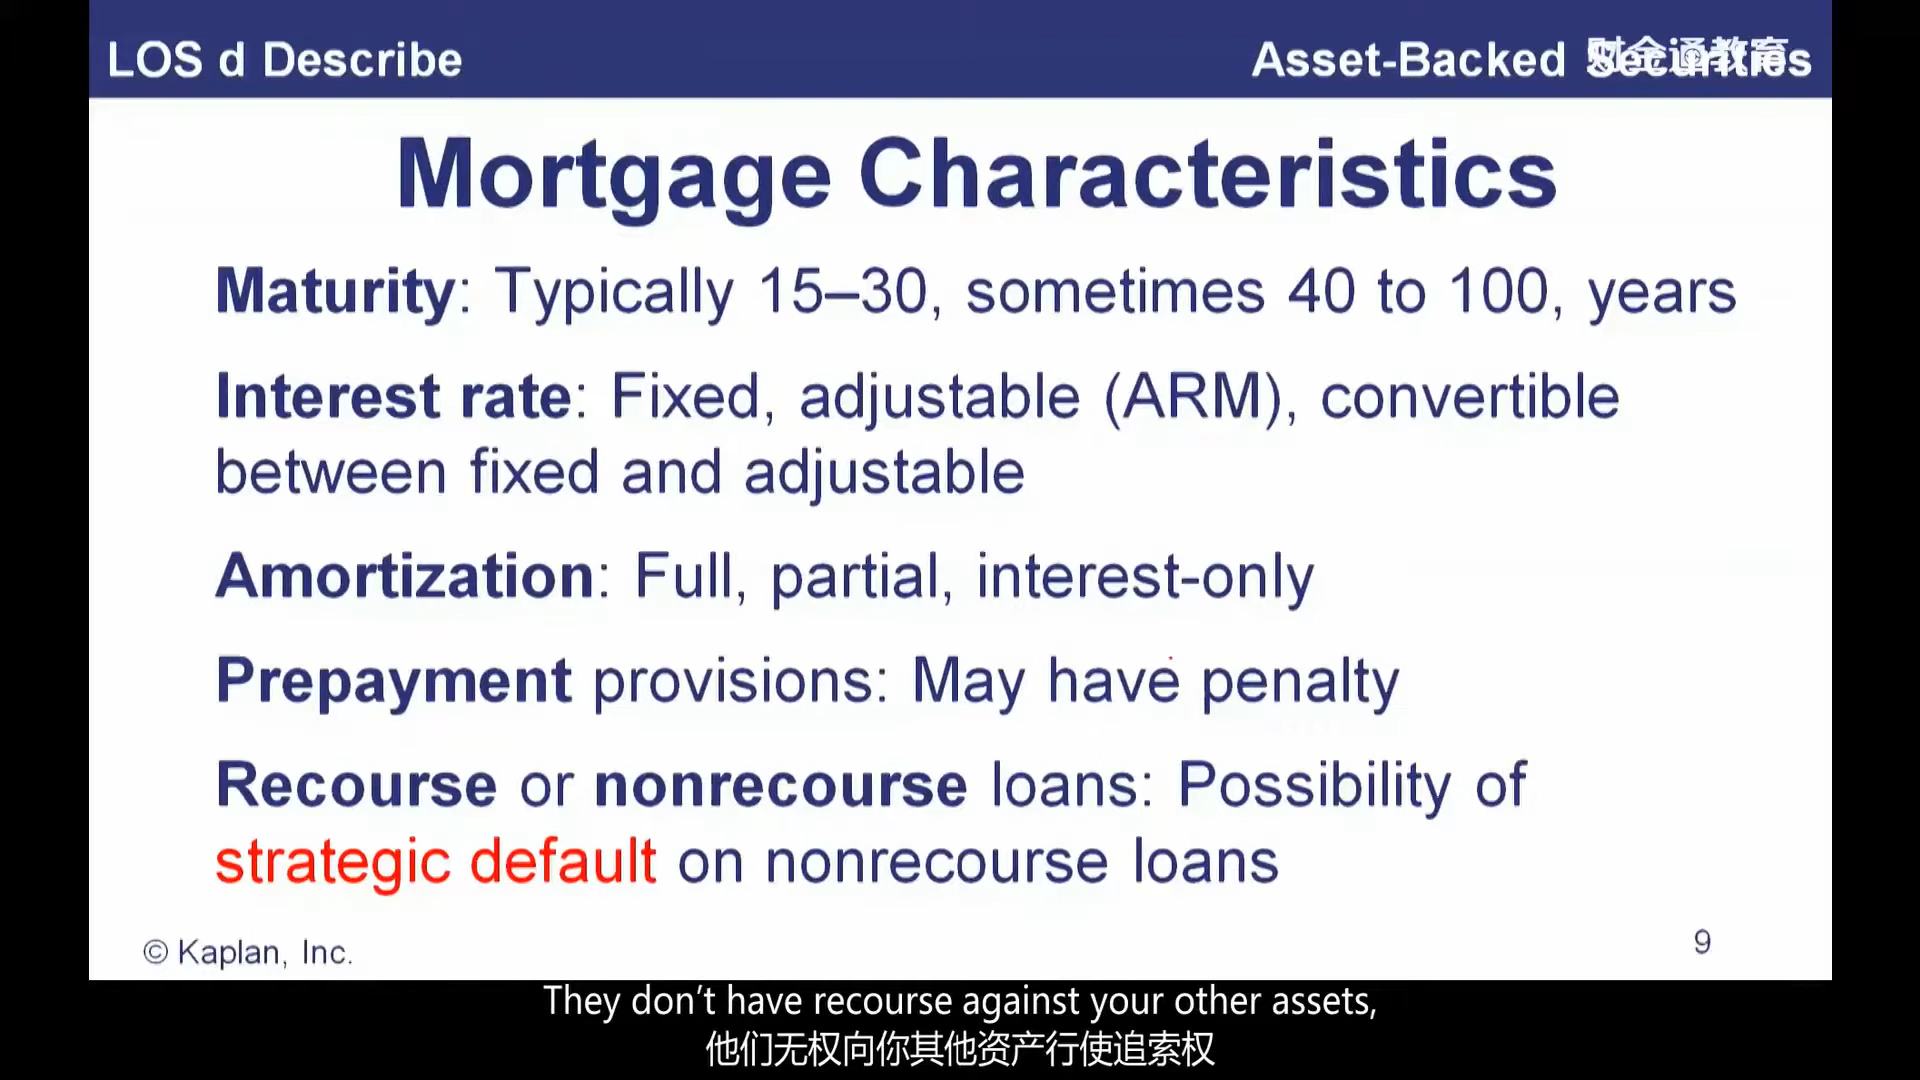 LOS d Describe
Asset-Backed Securities
财金通教育
Mortgage Characteristics
Maturity: Typically 15–30, sometimes 40 to 100, years
Interest rate: Fixed, adjustable (ARM), convertible
between fixed and adjustable
Amortization: Full, partial, interest-only
Prepayment provisions: May have penalty
Recourse or nonrecourse loans: Possibility of
strategic default on nonrecourse loans
© Kaplan, Inc.
9
They don’t have recourse against your other assets,
他们无权向你其他资产行使追索权